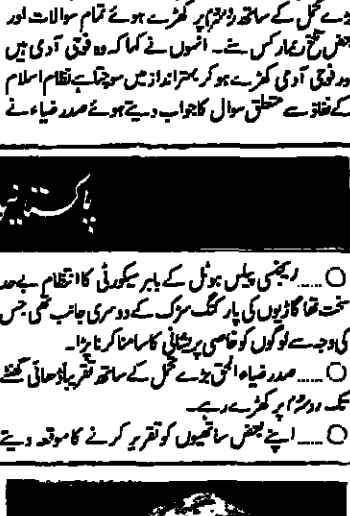 بڑے تحمل کے ساتھ روسٹرم پر کھڑے ہوئے تمام سوالات اور
بعض تلخ ریمارکس سنے۔ انہوں نے کہا کہ وہ فوجی آدمی ہیں
اور فوجی آدمی کھڑے ہو کر بہتر انداز میں سوچتا ہے نظام اسلام
کے نفاذ سے متعلق سوال کا جواب دیتے ہوئے صدر ضیاء نے
○ ..... ریجنسی پیلس ہوٹل کے باہر سیکورٹی کا انتظام بے حد
سخت تھا گاڑیوں کی پارکنگ سڑک کے دوسری جانب تھی جس
کی وجہ سے لوگوں کو خاصی پریشانی کا سامنا کرنا پڑا۔
○ ..... صدر ضیاء الحق بڑے تحمل کے ساتھ تقریباً ڈھائی گھنٹے
تک روسٹرم پر کھڑے رہے۔
○ ..... اپنے بعض ساتھیوں کو تقریر کرنے کا موقعہ دیتے